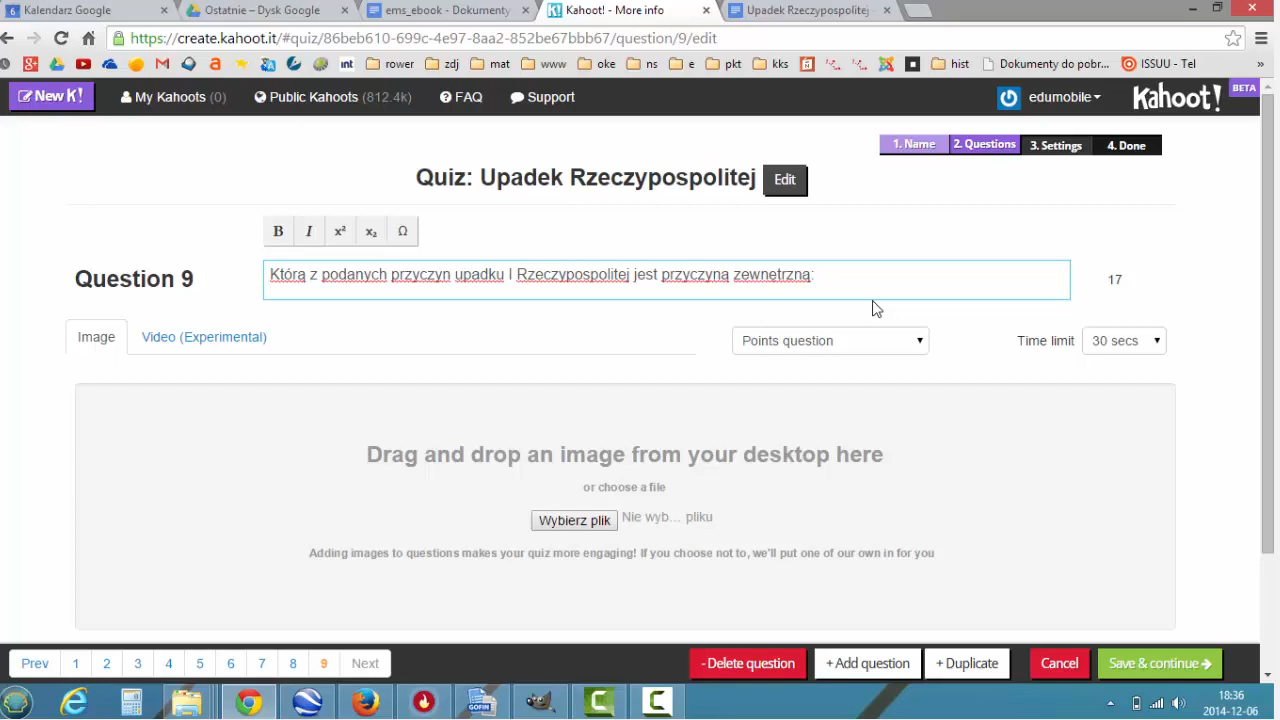 Kalendarz Google
Ostatnie – Dysk Google
ems_ebook - Dokumenty
Kahoot! - More info
Upadek Rzeczypospolitej
https://create.kahoot.it/#quiz/86beb610-699c-4e97-8aa2-852be67bbb67/question/9/edit
int rower zdj mat www oke ns e pkt kks hist Dokumenty do pobr... ISSUU - Tel »
New K! My Kahoots (0) Public Kahoots (812.4k) FAQ Support edumobile Kahoot! BETA
1. Name 2. Questions 3. Settings 4. Done
Quiz: Upadek Rzeczypospolitej Edit
B I x² x₂ Ω
Question 9 Którą z podanych przyczyn upadku I Rzeczypospolitej jest przyczyną zewnętrzną: 17
Image Video (Experimental) Points question Time limit 30 secs
Drag and drop an image from your desktop here
or choose a file
Wybierz plik Nie wyb... pliku
Adding images to questions makes your quiz more engaging! If you choose not to, we'll put one of our own in for you
Prev 1 2 3 4 5 6 7 8 9 Next - Delete question + Add question + Duplicate Cancel Save & continue
GOFIN
18:36
2014-12-06